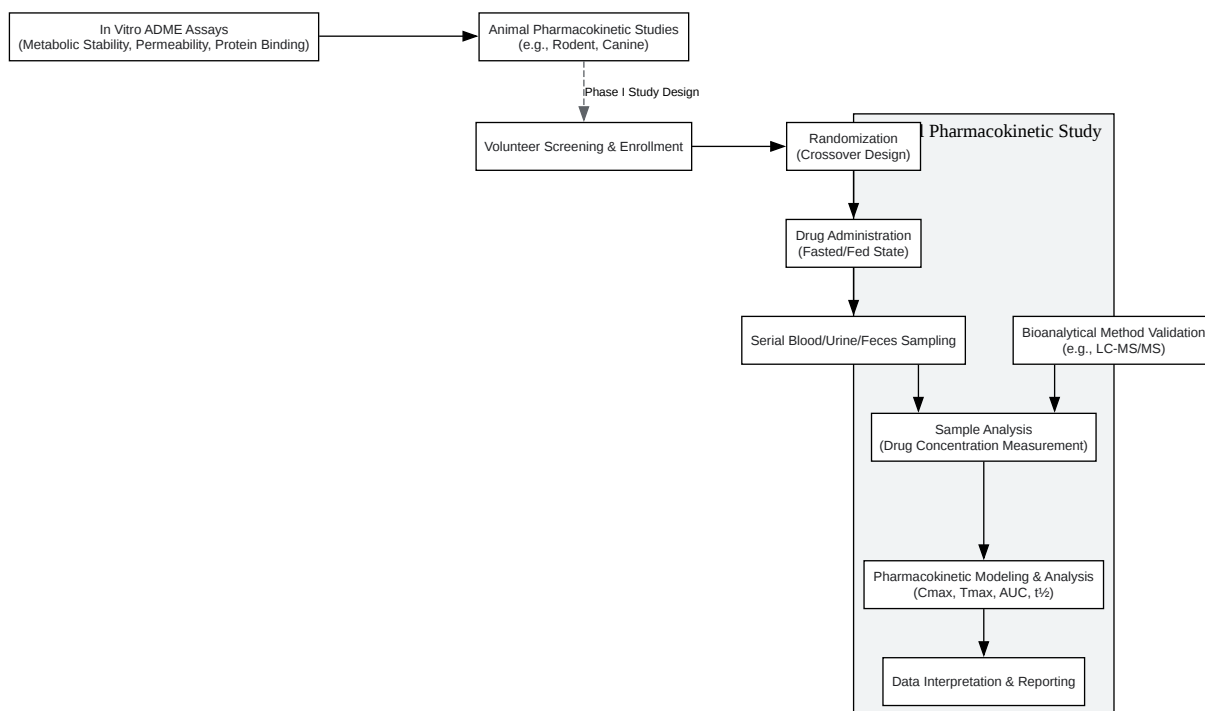 In Vitro ADME Assays
(Metabolic Stability, Permeability, Protein Binding)
Animal Pharmacokinetic Studies
(e.g., Rodent, Canine)
Phase I Study Design
Volunteer Screening & Enrollment
Randomization
(Crossover Design)
l Pharmacokinetic Study
Drug Administration
(Fasted/Fed State)
Serial Blood/Urine/Feces Sampling
Bioanalytical Method Validation
(e.g., LC-MS/MS)
Sample Analysis
(Drug Concentration Measurement)
Pharmacokinetic Modeling & Analysis
(Cmax, Tmax, AUC, t½)
Data Interpretation & Reporting